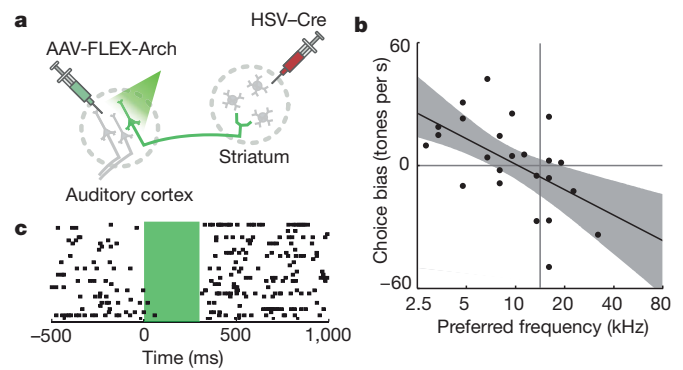 a
HSV–Cre
AAV-FLEX-Arch
Striatum
Auditory cortex
b
60
0
−60
Choice bias (tones per s)
2.5 5 10 20 40 80
Preferred frequency (kHz)
c
−500 0 500 1,000
Time (ms)